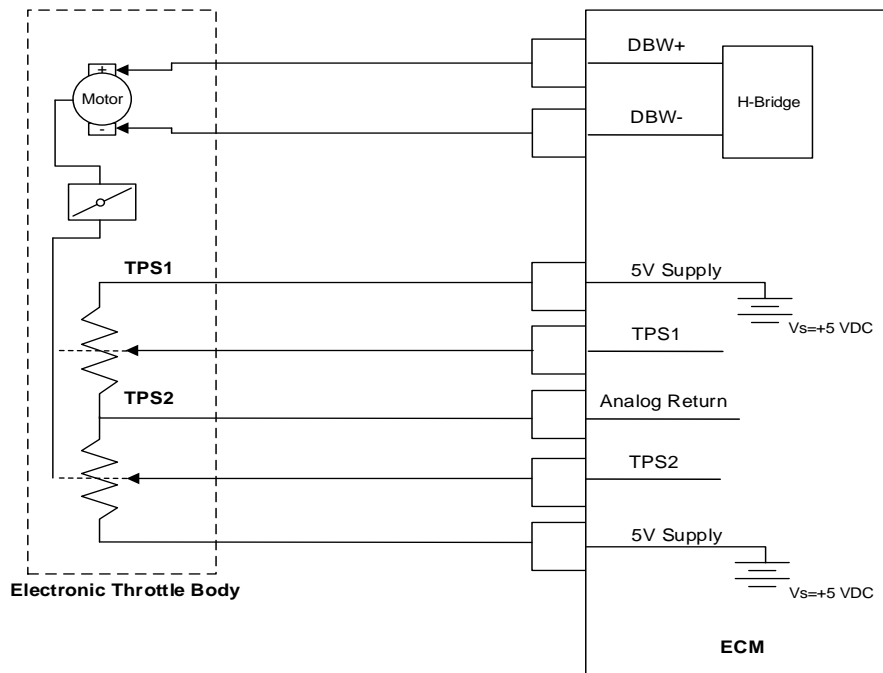 DBW+
+
Motor
H-Bridge
DBW-
-
TPS1
5V Supply
Vs=+5 VDC
TPS1
TPS2
Analog Return
TPS2
5V Supply
Electronic Throttle Body
Vs=+5 VDC
ECM